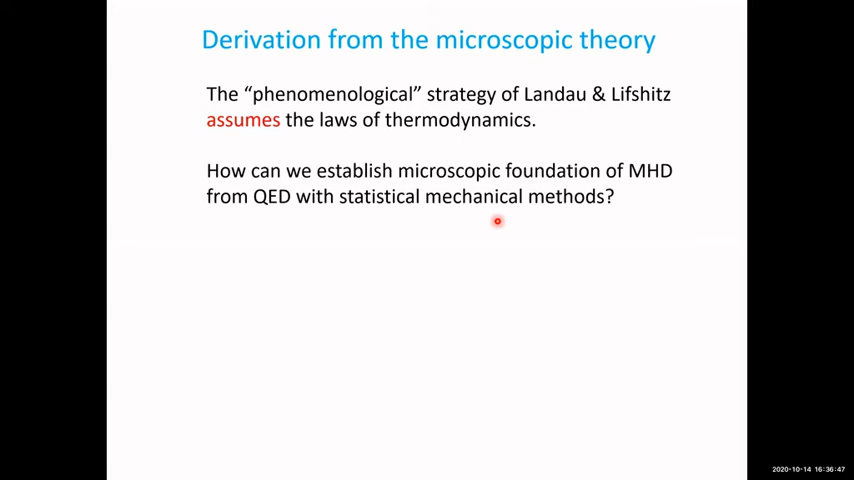 Derivation from the microscopic theory
The “phenomenological” strategy of Landau & Lifshitz
assumes the laws of thermodynamics.
How can we establish microscopic foundation of MHD
from QED with statistical mechanical methods?
2020-10-14 16:36:47